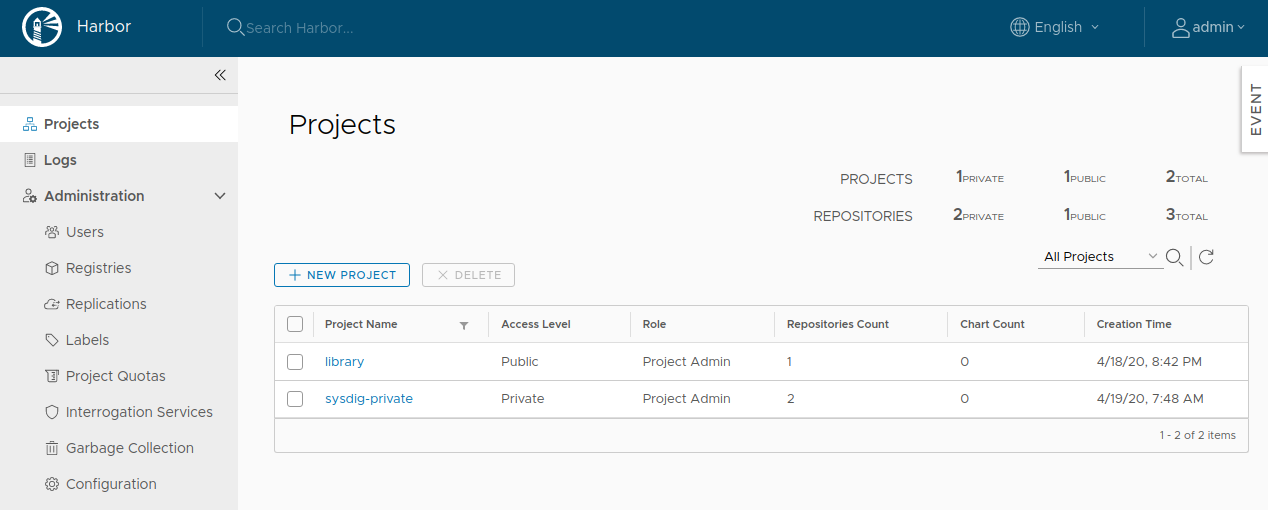 Harbor
Search Harbor...
English
admin
EVENT
Projects
Logs
Administration
Users
Registries
Replications
Labels
Project Quotas
Interrogation Services
Garbage Collection
Configuration
Projects
PROJECTS 1PRIVATE 1PUBLIC 2TOTAL
REPOSITORIES 2PRIVATE 1PUBLIC 3TOTAL
All Projects
NEW PROJECT DELETE
Project Name Access Level Role Repositories Count Chart Count Creation Time
library Public Project Admin 1 0 4/18/20, 8:42 PM
sysdig-private Private Project Admin 2 0 4/19/20, 7:48 AM
1 - 2 of 2 items